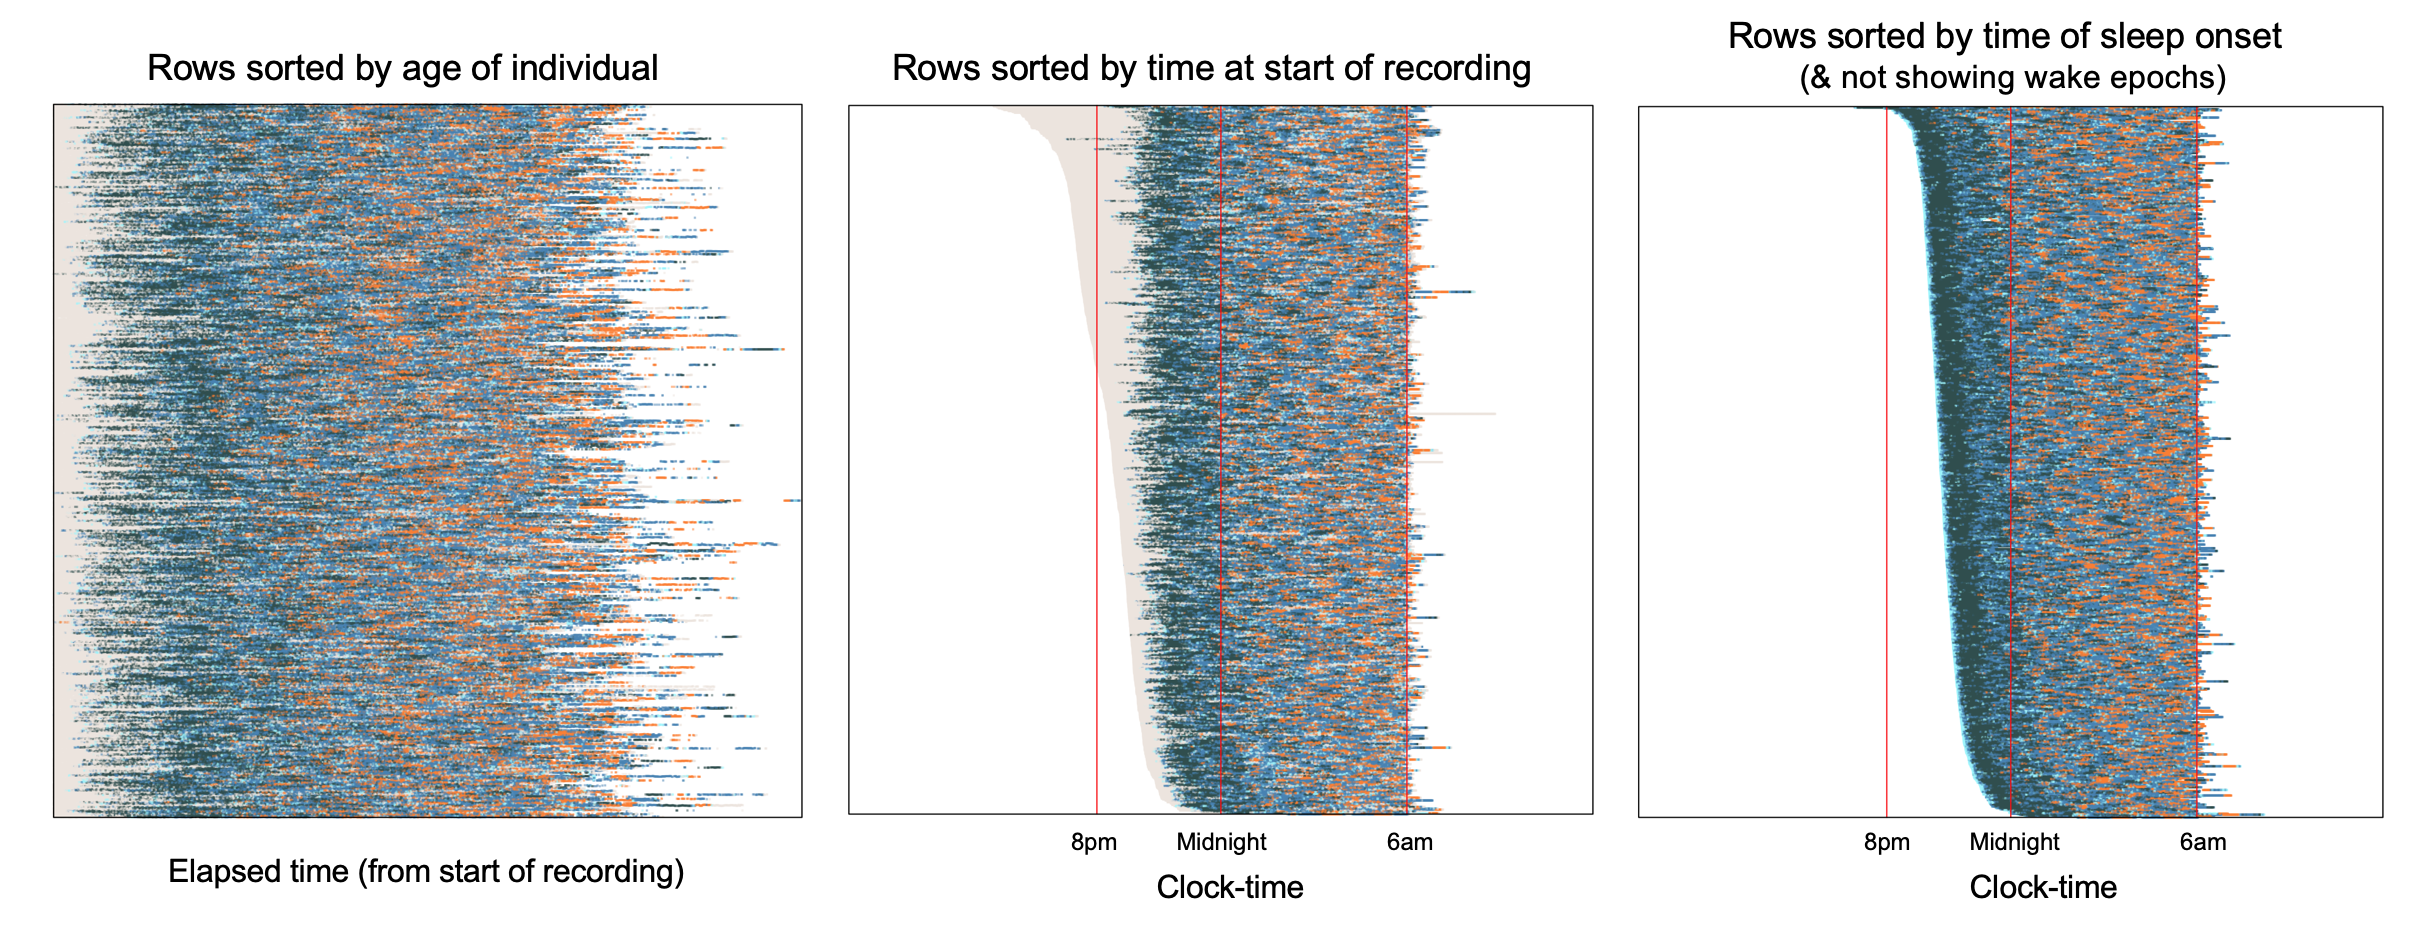 Rows sorted by age of individual
Elapsed time (from start of recording)
Rows sorted by time at start of recording
8pm Midnight 6am
Clock-time
Rows sorted by time of sleep onset
(& not showing wake epochs)
8pm Midnight 6am
Clock-time